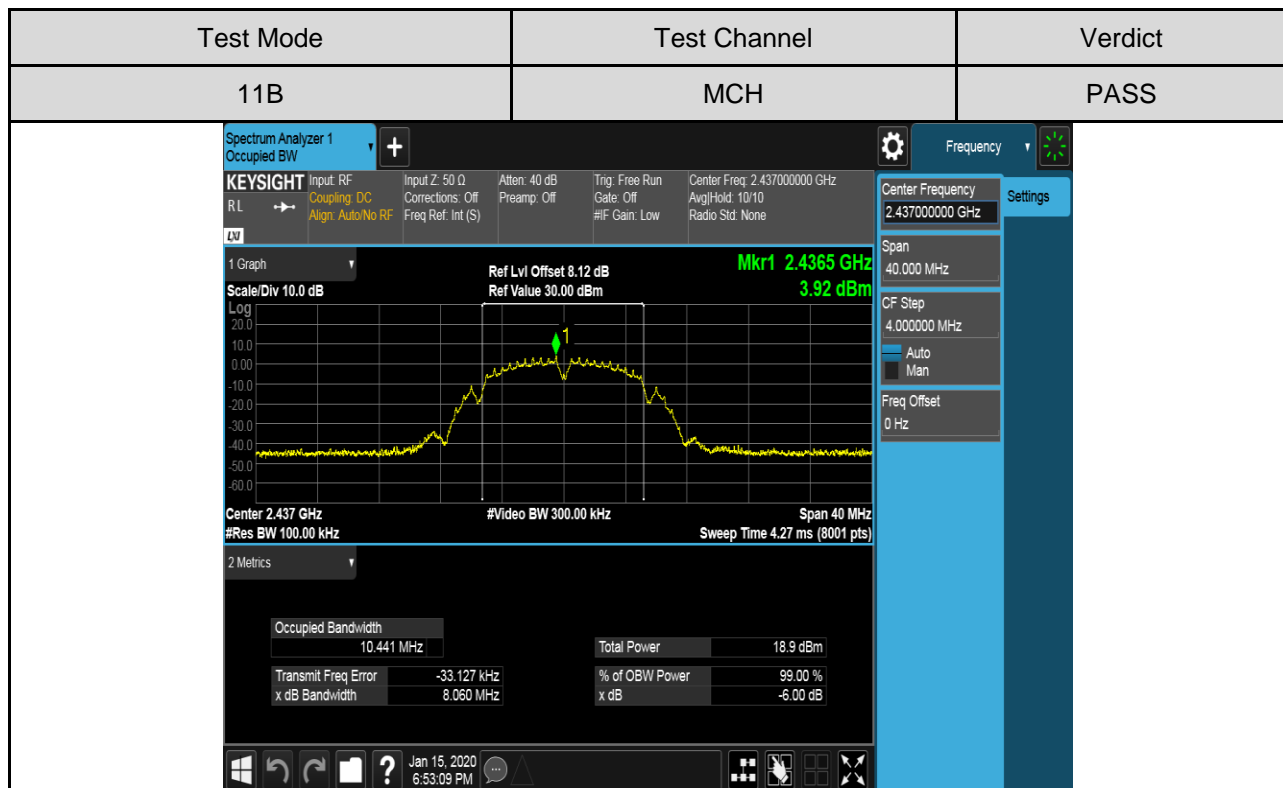 Test Mode Test Channel Verdict
11B MCH PASS
Spectrum Analyzer 1
Occupied BW
+
Frequency
KEYSIGHT
RL
LXI
Input: RF
Coupling: DC
Align: Auto/No RF
Input Z: 50 Ω
Corrections: Off
Freq Ref: Int (S)
Atten: 40 dB
Preamp: Off
Trig: Free Run
Gate: Off
#IF Gain: Low
Center Freq: 2.437000000 GHz
Avg|Hold: 10/10
Radio Std: None
Center Frequency
2.437000000 GHz
Settings
Span
40.000 MHz
CF Step
4.000000 MHz
Auto
Man
Freq Offset
0 Hz
1 Graph
Scale/Div 10.0 dB
Ref Lvl Offset 8.12 dB
Ref Value 30.00 dBm
Mkr1 2.4365 GHz
3.92 dBm
Log
20.0
10.0
0.00
-10.0
-20.0
-30.0
-40.0
-50.0
-60.0
1
Center 2.437 GHz
#Res BW 100.00 kHz
#Video BW 300.00 kHz
Span 40 MHz
Sweep Time 4.27 ms (8001 pts)
2 Metrics
Occupied Bandwidth
10.441 MHz
Total Power 18.9 dBm
Transmit Freq Error -33.127 kHz
% of OBW Power 99.00 %
x dB Bandwidth 8.060 MHz
x dB -6.00 dB
?
Jan 15, 2020
6:53:09 PM